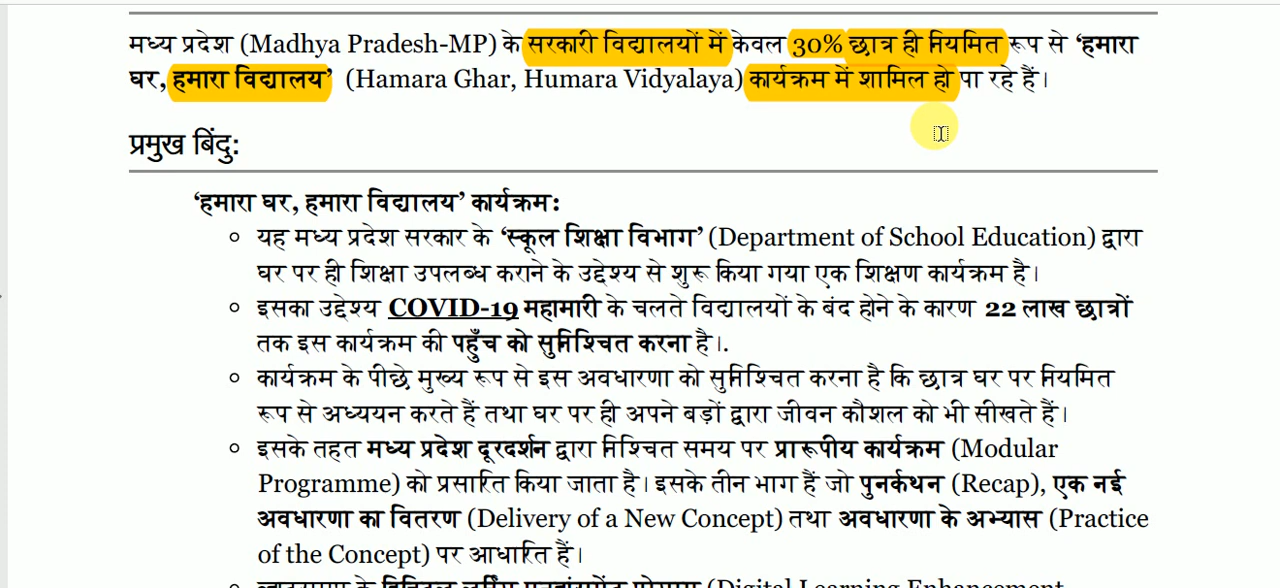 मध्य प्रदेश (Madhya Pradesh-MP) के सरकारी विद्यालयों में केवल 30% छात्र ही नियमित रूप से ‘हमारा
घर, हमारा विद्यालय’ (Hamara Ghar, Humara Vidyalaya) कार्यक्रम में शामिल हो पा रहे हैं।
प्रमुख बिंदु:
‘हमारा घर, हमारा विद्यालय’ कार्यक्रम:
○ यह मध्य प्रदेश सरकार के ‘स्कूल शिक्षा विभाग’ (Department of School Education) द्वारा
घर पर ही शिक्षा उपलब्ध कराने के उद्देश्य से शुरू किया गया एक शिक्षण कार्यक्रम है।
○ इसका उद्देश्य COVID-19 महामारी के चलते विद्यालयों के बंद होने के कारण 22 लाख छात्रों
तक इस कार्यक्रम की पहुँच को सुनिश्चित करना है।.
○ कार्यक्रम के पीछे मुख्य रूप से इस अवधारणा को सुनिश्चित करना है कि छात्र घर पर नियमित
रूप से अध्ययन करते हैं तथा घर पर ही अपने बड़ों द्वारा जीवन कौशल को भी सीखते हैं।
○ इसके तहत मध्य प्रदेश दूरदर्शन द्वारा निश्चित समय पर प्रारूपीय कार्यक्रम (Modular
Programme) को प्रसारित किया जाता है। इसके तीन भाग हैं जो पुनर्कथन (Recap), एक नई
अवधारणा का वितरण (Delivery of a New Concept) तथा अवधारणा के अभ्यास (Practice
of the Concept) पर आधारित हैं।
(Digital Learning Enhancement